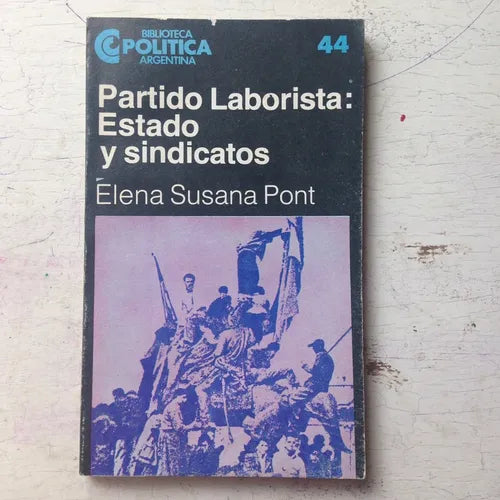 BIBLIOTECA
POLITICA
ARGENTINA
44
Partido Laborista:
Estado
y sindicatos
Elena Susana Pont